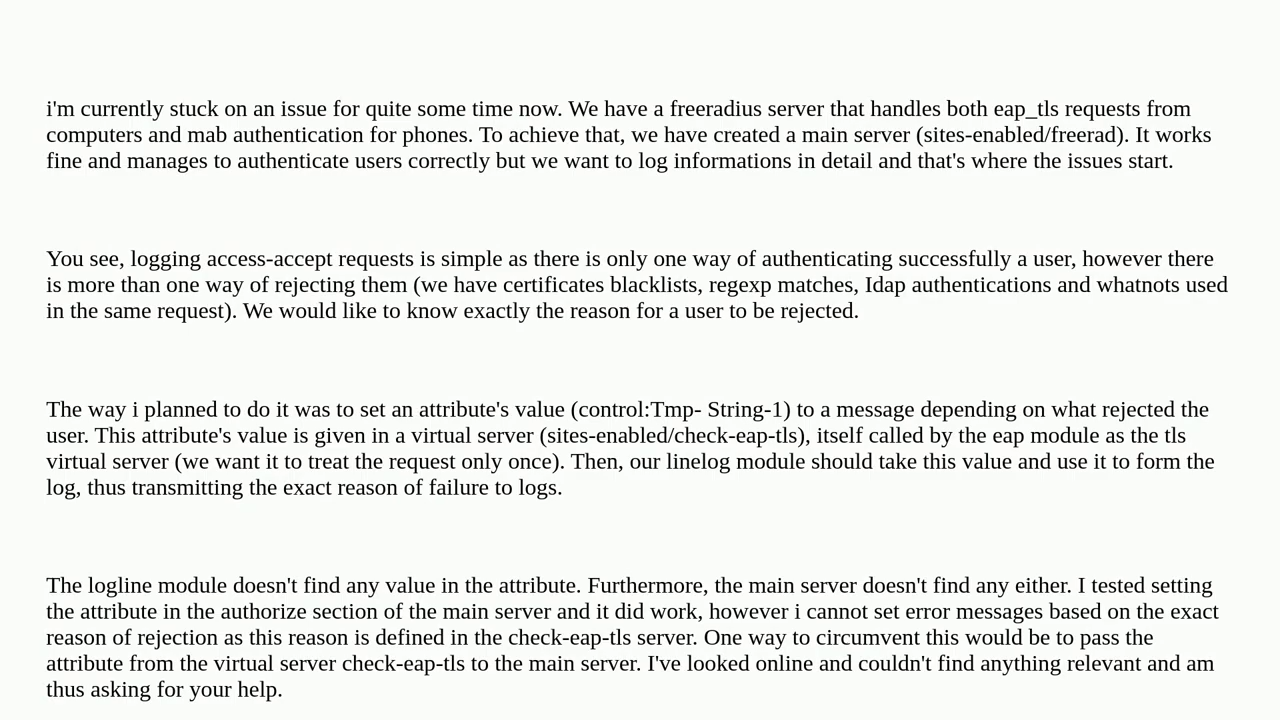 i'm currently stuck on an issue for quite some time now. We have a freeradius server that handles both eap_tls requests from
computers and mab authentication for phones. To achieve that, we have created a main server (sites-enabled/freerad). It works
fine and manages to authenticate users correctly but we want to log informations in detail and that's where the issues start.
You see, logging access-accept requests is simple as there is only one way of authenticating successfully a user, however there
is more than one way of rejecting them (we have certificates blacklists, regexp matches, Idap authentications and whatnots used
in the same request). We would like to know exactly the reason for a user to be rejected.
The way i planned to do it was to set an attribute's value (control:Tmp- String-1) to a message depending on what rejected the
user. This attribute's value is given in a virtual server (sites-enabled/check-eap-tls), itself called by the eap module as the tls
virtual server (we want it to treat the request only once). Then, our linelog module should take this value and use it to form the
log, thus transmitting the exact reason of failure to logs.
The logline module doesn't find any value in the attribute. Furthermore, the main server doesn't find any either. I tested setting
the attribute in the authorize section of the main server and it did work, however i cannot set error messages based on the exact
reason of rejection as this reason is defined in the check-eap-tls server. One way to circumvent this would be to pass the
attribute from the virtual server check-eap-tls to the main server. I've looked online and couldn't find anything relevant and am
thus asking for your help.